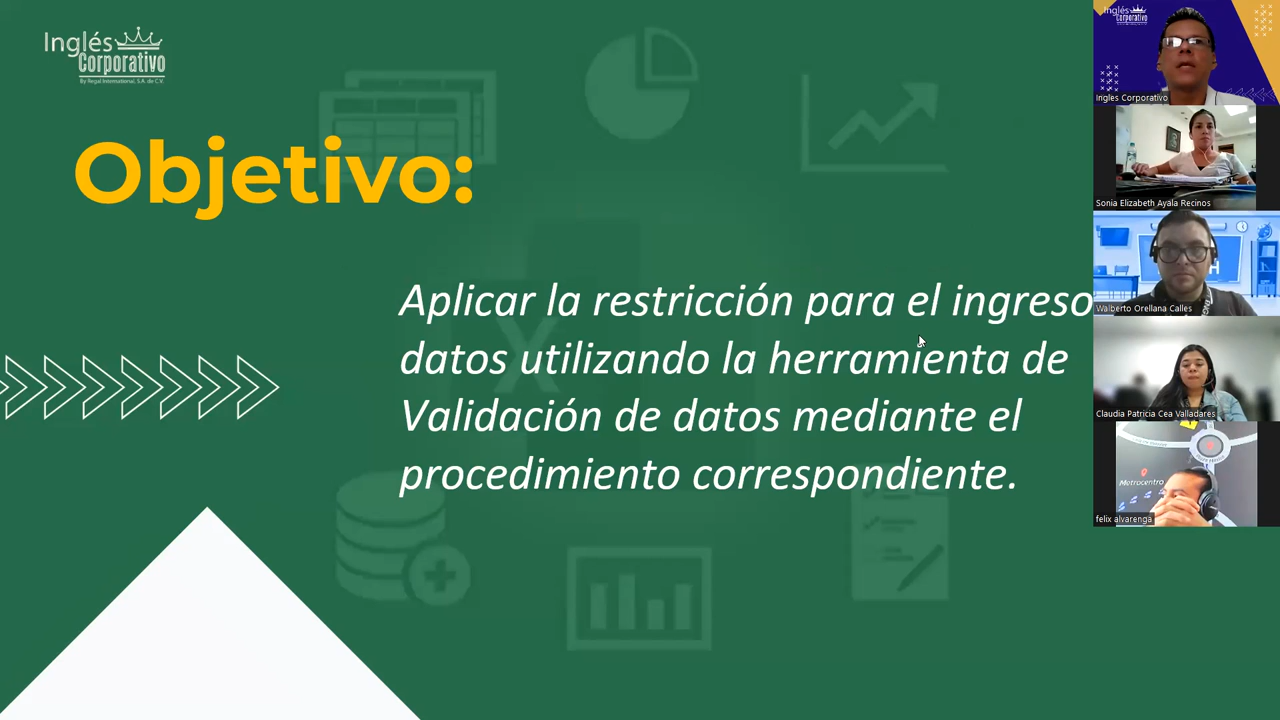 Inglés
Corporativo
By Regal International, S.A. de C.V.
Objetivo:
Aplicar la restricción para el ingreso
datos utilizando la herramienta de
Validación de datos mediante el
procedimiento correspondiente.
Inglés
Corporativo
Ingles Corporativo
Sonia Elizabeth Ayala Recinos
Walberto Orellana Calles
Claudia Patricia Cea Valladares
Metrocentro
felix alvarenga